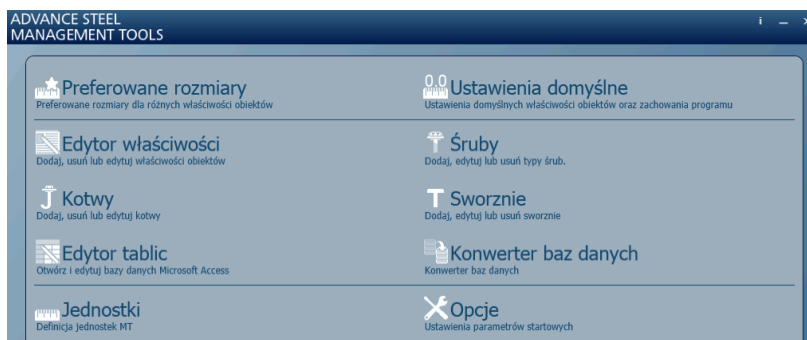 ADVANCE STEEL
MANAGEMENT TOOLS
Preferowane rozmiary
Preferowane rozmiary dla różnych właściwości obiektów
0.0 Ustawienia domyślne
Ustawienia domyślnych właściwości obiektów oraz zachowania programu
Edytor właściwości
Dodaj, usuń lub edytuj właściwości obiektów
Śruby
Dodaj, edytuj lub usuń typy śrub.
Kotwy
Dodaj, usuń lub edytuj kotwy
Sworznie
Dodaj, edytuj lub usuń sworznie
Edytor tablic
Otwórz i edytuj bazy danych Microsoft Access
Konwerter baz danych
Konwerter baz danych
Jednostki
Definicja jednostek MT
Opcje
Ustawienia parametrów startowych